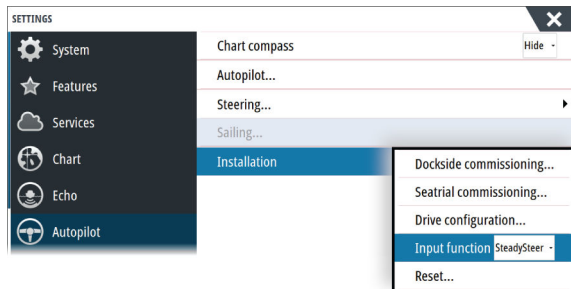 SETTINGS
System
Features
Services
Chart
Echo
Autopilot
Chart compass Hide
Autopilot...
Steering...
Sailing...
Installation
Dockside commissioning...
Seatrial commissioning...
Drive configuration...
Input function SteadySteer
Reset...